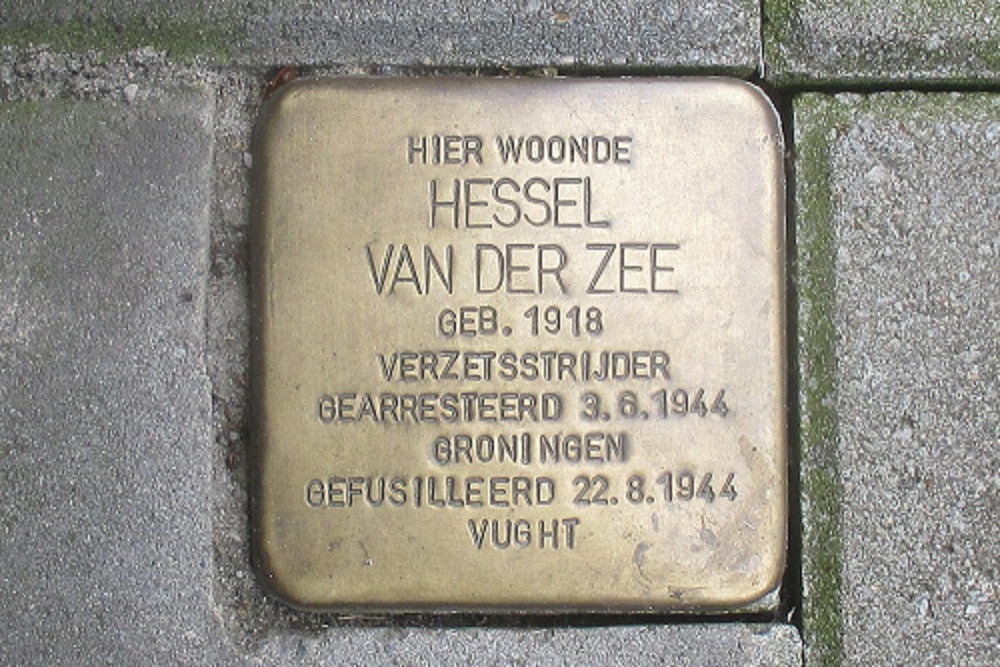 HIER WOONDE
HESSEL
VAN DER ZEE
GEB. 1918
VERZETSSTRIJDER
GEARRESTEERD 3.6.1944
GRONINGEN
GEFUSILLEERD 22.8.1944
VUGHT